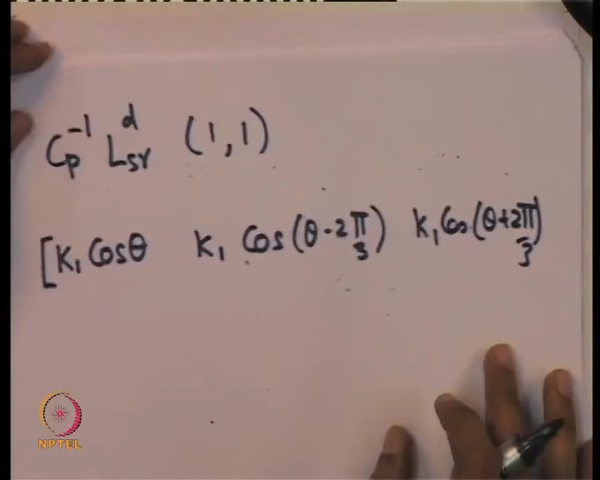 Cp⁻¹ Lsr^d (1,1)
[K₁ Cosθ K₁ Cos(θ-2π/3) K₁ Cos(θ+2π/3)
NPTEL